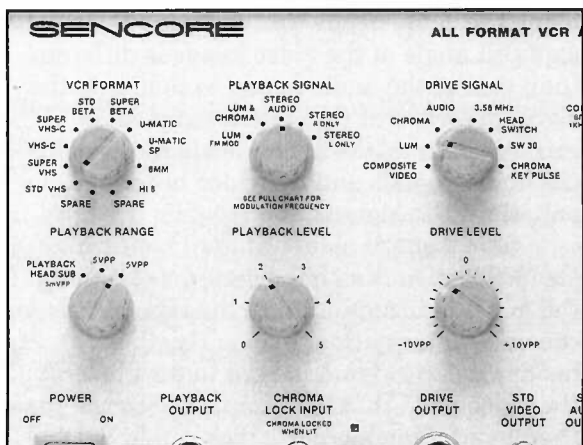 SENCORE
ALL FORMAT VCR A
VCR FORMAT
STD BETA
SUPER BETA
SUPER VHS-C
U-MATIC
VHS-C
U-MATIC SP
SUPER VHS
8MM
STD VHS
HI 8
SPARE
SPARE
PLAYBACK SIGNAL
STEREO AUDIO
LUM & CHROMA
STEREO R ONLY
LUM FM MOD
STEREO L ONLY
SEE PULL CHART FOR
MODULATION FREQUENCY
DRIVE SIGNAL
AUDIO
3.58 MHz
CHROMA
HEAD SWITCH
LUM
SW 30
COMPOSITE VIDEO
CHROMA KEY PULSE
PLAYBACK RANGE
PLAYBACK HEAD SUB
.5VPP
5VPP
PLAYBACK LEVEL
2
3
1
4
0
5
DRIVE LEVEL
0
-10VPP
+10VPP
POWER
OFF
ON
PLAYBACK OUTPUT
CHROMA LOCK INPUT
CHROMA LOCKED
WHEN LIT
DRIVE OUTPUT
STD VIDEO OUTPUT